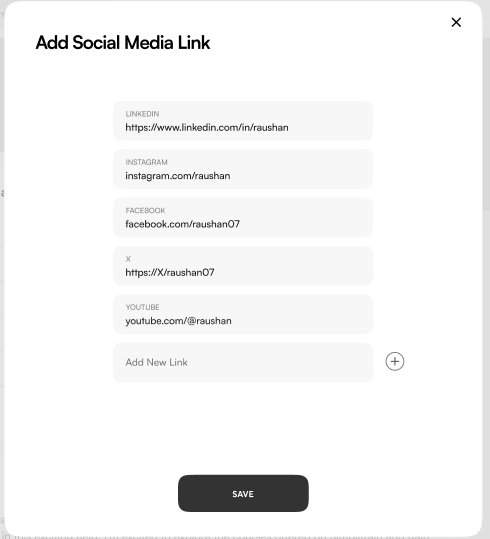 Add Social Media Link
LINKEDIN
https://www.linkedin.com/in/raushan
INSTAGRAM
instagram.com/raushan
FACEBOOK
facebook.com/raushan07
X
https://X/raushan07
YOUTUBE
youtube.com/@raushan
Add New Link
SAVE